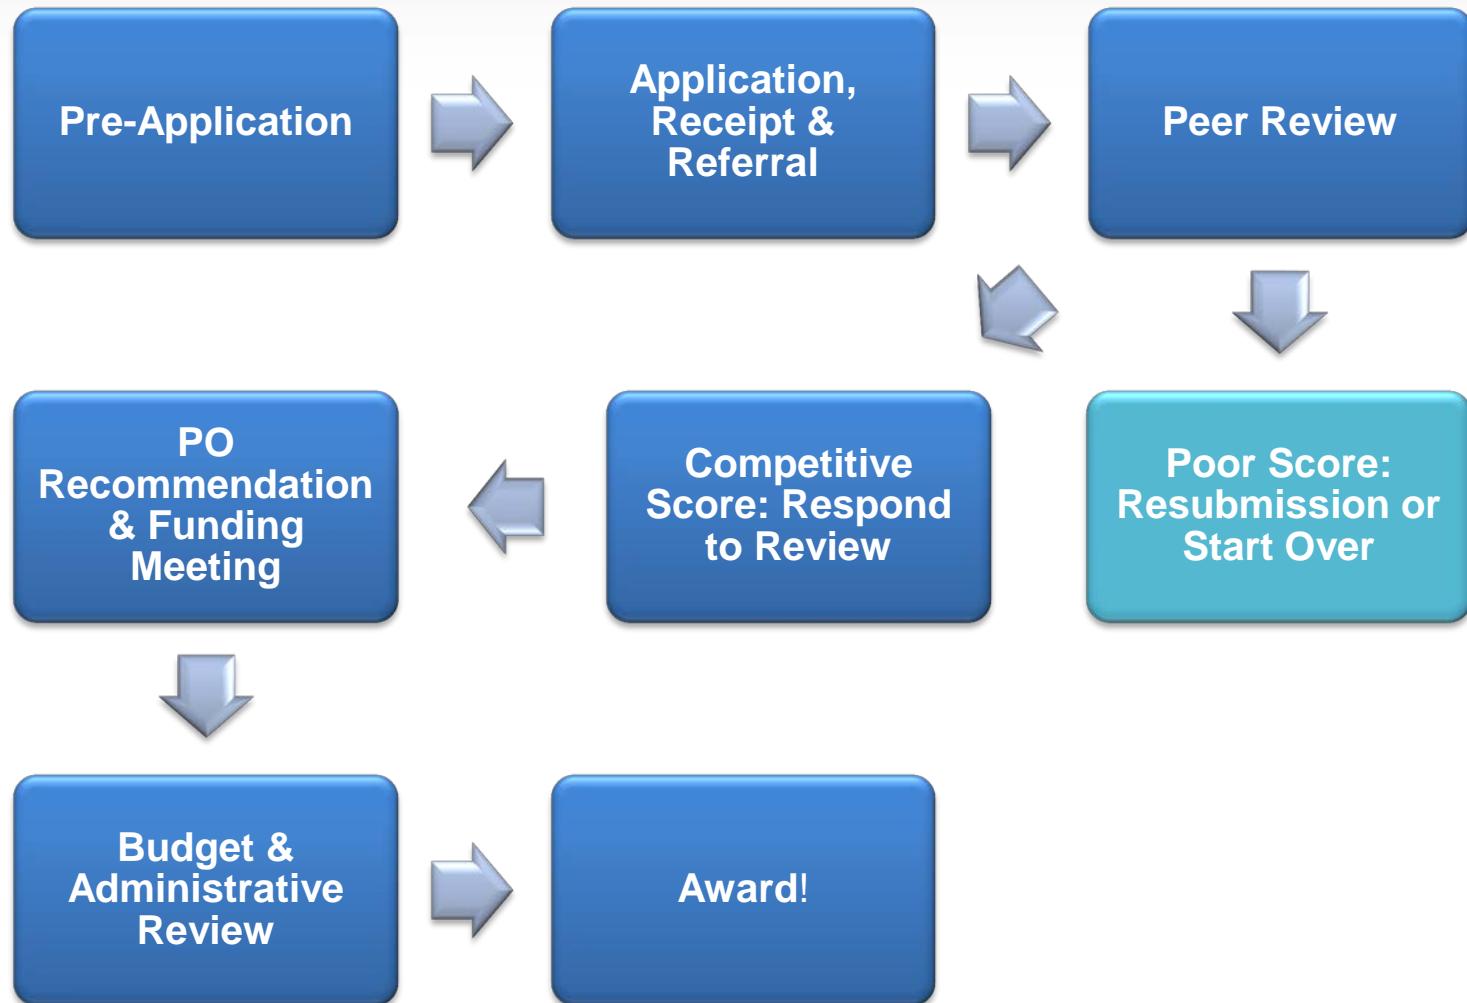 Pre-Application
Application,
Receipt &
Referral
Peer Review
PO
Recommendation
& Funding
Meeting
Competitive
Score: Respond
to Review
Poor Score:
Resubmission or
Start Over
Budget &
Administrative
Review
Award!